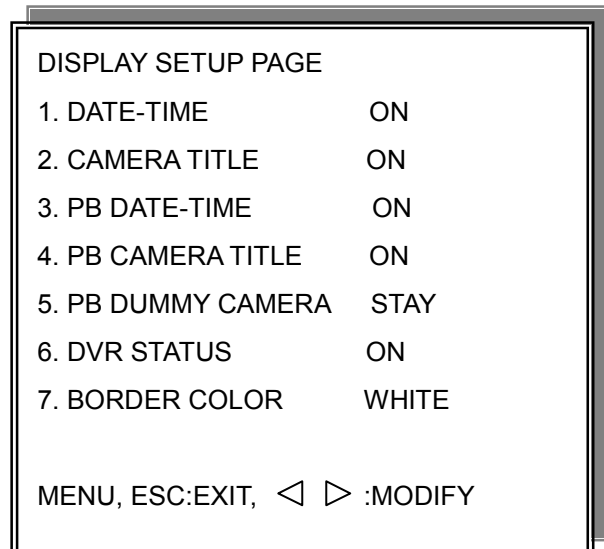 DISPLAY SETUP PAGE
1. DATE-TIME ON
2. CAMERA TITLE ON
3. PB DATE-TIME ON
4. PB CAMERA TITLE ON
5. PB DUMMY CAMERA STAY
6. DVR STATUS ON
7. BORDER COLOR WHITE
MENU, ESC:EXIT, ◁ ▷ :MODIFY